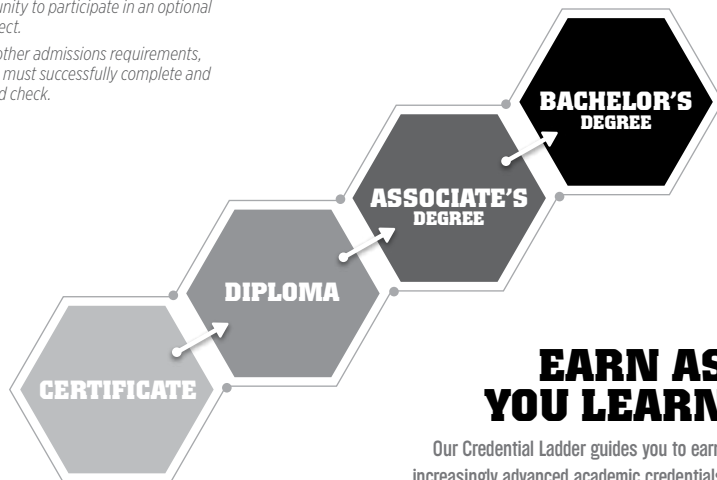 unity to participate in an optional
ect.
other admissions requirements,
must successfully complete and
d check.
BACHELOR'S
DEGREE
ASSOCIATE'S
DEGREE
DIPLOMA
CERTIFICATE
EARN AS
YOU LEARN
Our Credential Ladder guides you to earn
increasingly advanced academic credentials